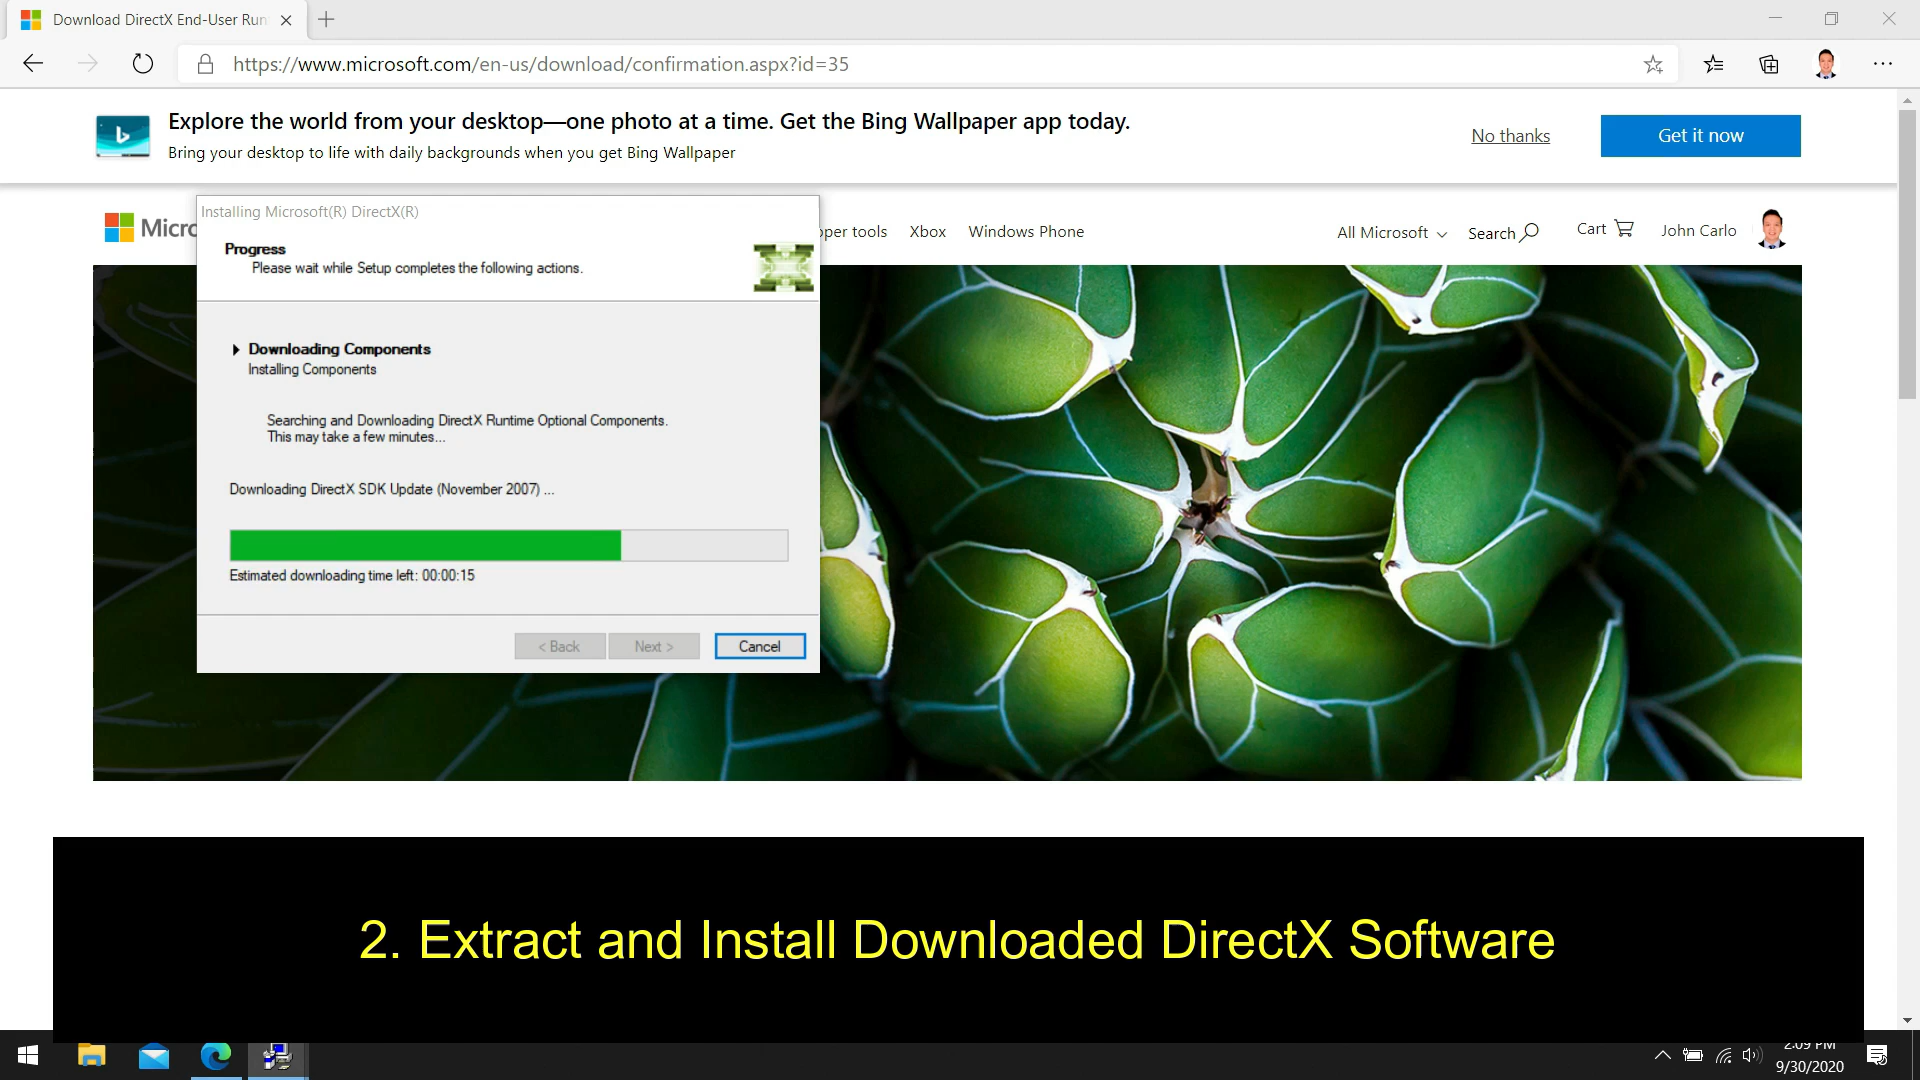 Download DirectX End-User Run
https://www.microsoft.com/en-us/download/confirmation.aspx?id=35
Explore the world from your desktop—one photo at a time. Get the Bing Wallpaper app today.
Bring your desktop to life with daily backgrounds when you get Bing Wallpaper
No thanks
Get it now
Installing Microsoft(R) DirectX(R)
Micro
oper tools
Xbox
Windows Phone
All Microsoft
Search
Cart
John Carlo
Progress
Please wait while Setup completes the following actions.
Downloading Components
Installing Components
Searching and Downloading DirectX Runtime Optional Components.
This may take a few minutes...
Downloading DirectX SDK Update (November 2007) ...
Estimated downloading time left: 00:00:15
< Back
Next >
Cancel
2. Extract and Install Downloaded DirectX Software
2:09 PM
9/30/2020